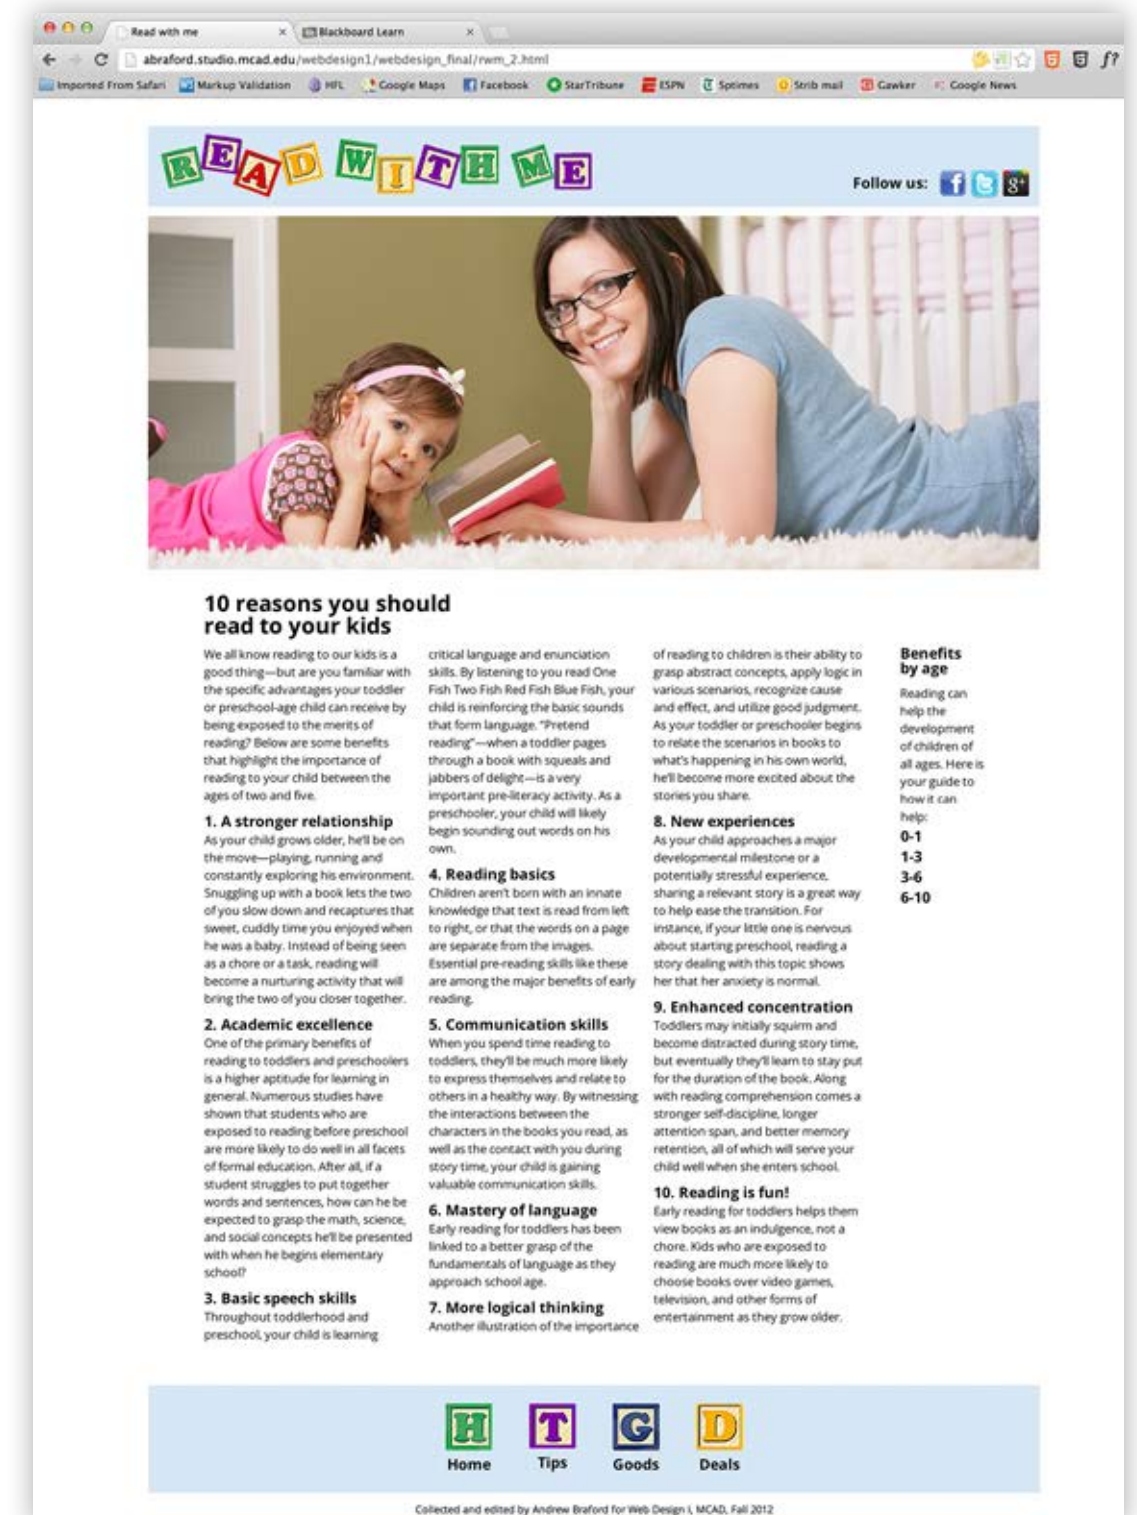 Read with me
Blackboard Learn
abraford.studio.mcad.edu/webdesign1/webdesign_final/rwm_2.html
Imported From Safari Markup Validation HFL Google Maps Facebook StarTribune ESPN Sptimes Strib mail Gawker Google News
READ WITH ME
Follow us:
10 reasons you should
read to your kids
We all know reading to our kids is a
good thing—but are you familiar with
the specific advantages your toddler
or preschool-age child can receive by
being exposed to the merits of
reading? Below are some benefits
that highlight the importance of
reading to your child between the
ages of two and five.
1. A stronger relationship
As your child grows older, he'll be on
the move—playing, running and
constantly exploring his environment.
Snuggling up with a book lets the two
of you slow down and recaptures that
sweet, cuddly time you enjoyed when
he was a baby. Instead of being seen
as a chore or a task, reading will
become a nurturing activity that will
bring the two of you closer together.
2. Academic excellence
One of the primary benefits of
reading to toddlers and preschoolers
is a higher aptitude for learning in
general. Numerous studies have
shown that students who are
exposed to reading before preschool
are more likely to do well in all facets
of formal education. After all, if a
student struggles to put together
words and sentences, how can he be
expected to grasp the math, science,
and social concepts he'll be presented
with when he begins elementary
school?
3. Basic speech skills
Throughout toddlerhood and
preschool, your child is learning
critical language and enunciation
skills. By listening to you read One
Fish Two Fish Red Fish Blue Fish, your
child is reinforcing the basic sounds
that form language. "Pretend
reading"—when a toddler pages
through a book with squeals and
jabbers of delight—is a very
important pre-literacy activity. As a
preschooler, your child will likely
begin sounding out words on his
own.
4. Reading basics
Children aren't born with an innate
knowledge that text is read from left
to right, or that the words on a page
are separate from the images.
Essential pre-reading skills like these
are among the major benefits of early
reading.
5. Communication skills
When you spend time reading to
toddlers, they'll be much more likely
to express themselves and relate to
others in a healthy way. By witnessing
the interactions between the
characters in the books you read, as
well as the contact with you during
story time, your child is gaining
valuable communication skills.
6. Mastery of language
Early reading for toddlers has been
linked to a better grasp of the
fundamentals of language as they
approach school age.
7. More logical thinking
Another illustration of the importance
of reading to children is their ability to
grasp abstract concepts, apply logic in
various scenarios, recognize cause
and effect, and utilize good judgment.
As your toddler or preschooler begins
to relate the scenarios in books to
what's happening in his own world,
he'll become more excited about the
stories you share.
8. New experiences
As your child approaches a major
developmental milestone or a
potentially stressful experience,
sharing a relevant story is a great way
to help ease the transition. For
instance, if your little one is nervous
about starting preschool, reading a
story dealing with this topic shows
her that her anxiety is normal.
9. Enhanced concentration
Toddlers may initially squirm and
become distracted during story time,
but eventually they'll learn to stay put
for the duration of the book. Along
with reading comprehension comes a
stronger self-discipline, longer
attention span, and better memory
retention, all of which will serve your
child well when she enters school.
10. Reading is fun!
Early reading for toddlers helps them
view books as an indulgence, not a
chore. Kids who are exposed to
reading are much more likely to
choose books over video games,
television, and other forms of
entertainment as they grow older.
Benefits
by age
Reading can
help the
development
of children of
all ages. Here is
your guide to
how it can
help:
0-1
1-3
3-6
6-10
H T G D
Home Tips Goods Deals
Collected and edited by Andrew Braford for Web Design I, MCAD, Fall 2012